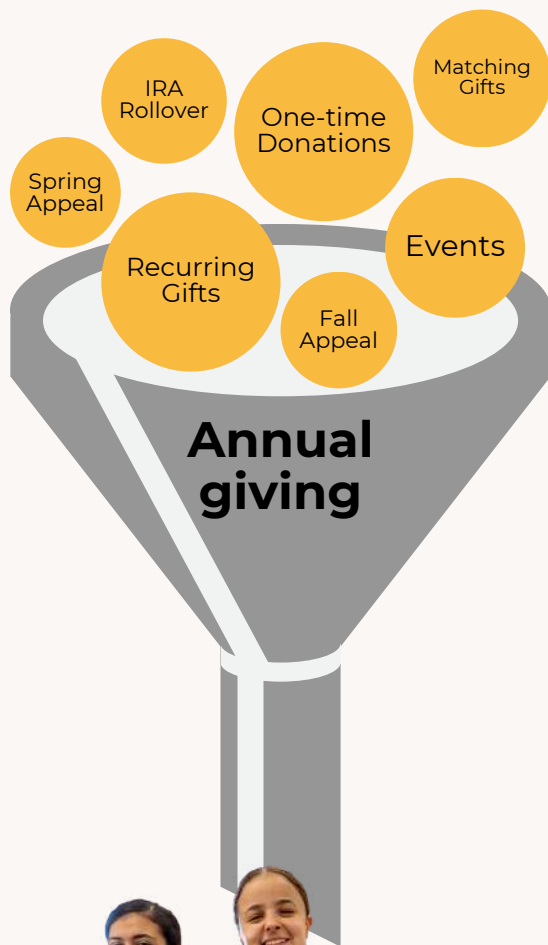 Matching
Gifts
IRA
Rollover
One-time
Donations
Spring
Appeal
Events
Recurring
Gifts
Fall
Appeal
Annual
giving